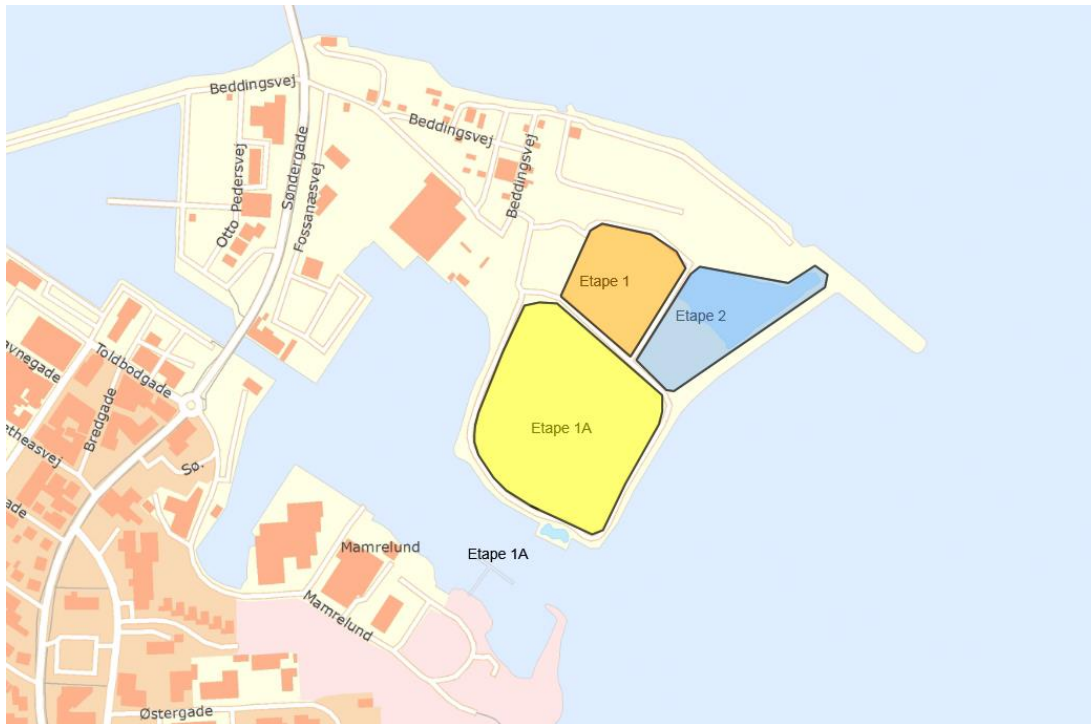 Beddingsvej
Beddingsvej
Beddingsvej
Otto Pedersvej
Søndergade
Fossanæsvej
Etape 1
Etape 2
Etape 1A
Toldbodgade
Bredgade
Sø.
Etape 1A
Mamrelund
Mamrelund
Østergade